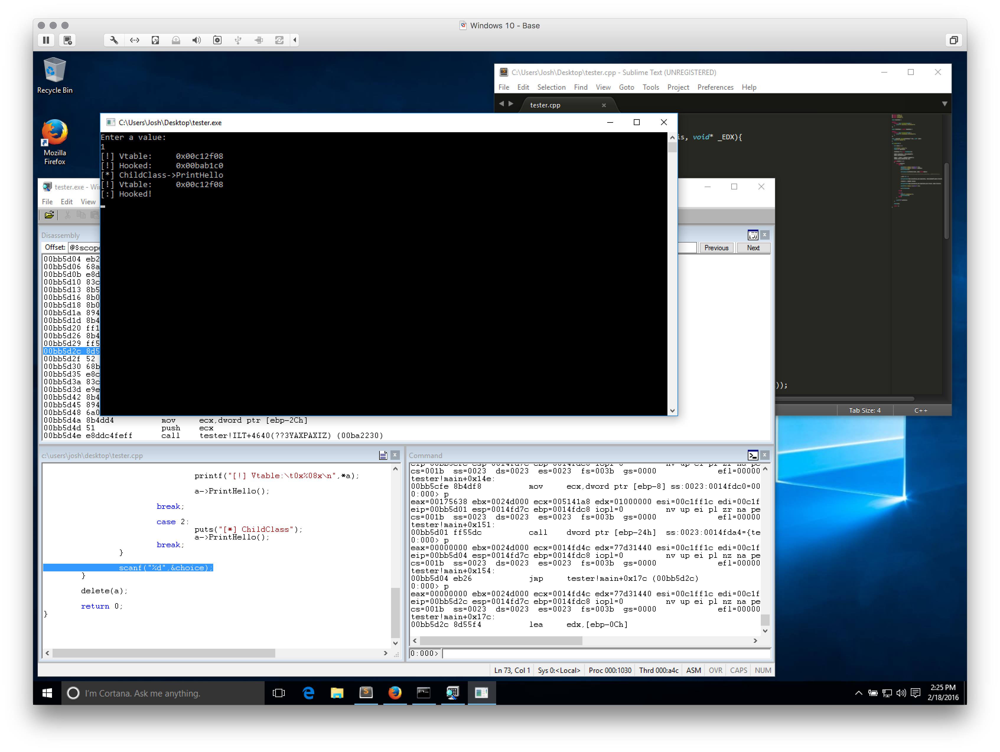 Windows 10 - Base
Recycle Bin
Mozilla
Firefox
C:\Users\Josh\Desktop\tester.cpp - Sublime Text (UNREGISTERED)
File Edit Selection Find View Goto Tools Project Preferences Help
tester.cpp
is, void* _EDX){
));
Tab Size: 4 C++
C:\Users\Josh\Desktop\tester.exe
Enter a value:
1
[!] Vtable: 0x00c12f08
[!] Hooked: 0x00bab1c0
[*] ChildClass->PrintHello
[!] Vtable: 0x00c12f08
[:] Hooked!
tester.exe - Wi
File Edit View
Disassembly
Offset: @$scope
Previous Next
00bb5d04 eb2
00bb5d06 68a
00bb5d0b e8d
00bb5d10 83c
00bb5d13 8b5
00bb5d16 8b0
00bb5d18 8b0
00bb5d1a 894
00bb5d1d 8b4
00bb5d20 ff1
00bb5d26 8b4
00bb5d29 ff5
00bb5d2c 8d5
00bb5d2f 52
00bb5d30 68b
00bb5d35 e8c
00bb5d3a 83c
00bb5d3d e9e
00bb5d42 8b4
00bb5d45 894
00bb5d48 6a0
00bb5d4a 8b4dd4 mov ecx,dword ptr [ebp-2Ch]
00bb5d4d 51 push ecx
00bb5d4e e8ddc4feff call tester!ILT+4640(??3YAXPAXIZ) (00ba2230)
c:\users\josh\desktop\tester.cpp
printf("[!] Vtable:\t0x%08x\n",*a);
a->PrintHello();
break;
case 2:
puts("[*] ChildClass");
a->PrintHello();
break;
}
scanf("%d",&choice);
}
delete(a);
return 0;
}
Command
eip=00bb5cfe esp=0014fd7c ebp=0014fdc8 iopl=0 nv up ei pl zr na pe
cs=001b ss=0023 ds=0023 es=0023 fs=003b gs=0000 efl=00000
tester!main+0x14e:
00bb5cfe 8b4df8 mov ecx,dword ptr [ebp-8] ss:0023:0014fdc0=00
0:000> p
eax=00175638 ebx=0024d000 ecx=005141a8 edx=01000000 esi=00c1ff1c edi=00c1f
eip=00bb5d01 esp=0014fd7c ebp=0014fdc8 iopl=0 nv up ei pl zr na pe
cs=001b ss=0023 ds=0023 es=0023 fs=003b gs=0000 efl=00000
tester!main+0x151:
00bb5d01 ff55dc call dword ptr [ebp-24h] ss:0023:0014fda4={te
0:000> p
eax=00000000 ebx=0024d000 ecx=0014fd4c edx=77d31440 esi=00c1ff1c edi=00c1f
eip=00bb5d04 esp=0014fd7c ebp=0014fdc8 iopl=0 nv up ei pl nz na pe
cs=001b ss=0023 ds=0023 es=0023 fs=003b gs=0000 efl=00000
tester!main+0x154:
00bb5d04 eb26 jmp tester!main+0x17c (00bb5d2c)
0:000> p
eax=00000000 ebx=0024d000 ecx=0014fd4c edx=77d31440 esi=00c1ff1c edi=00c1f
eip=00bb5d2c esp=0014fd7c ebp=0014fdc8 iopl=0 nv up ei pl nz na pe
cs=001b ss=0023 ds=0023 es=0023 fs=003b gs=0000 efl=00000
tester!main+0x17c:
00bb5d2c 8d55f4 lea edx,[ebp-0Ch]
0:000>
Ln 73, Col 1 Sys 0:<Local> Proc 000:1030 Thrd 000:a4c ASM OVR CAPS NUM
I'm Cortana. Ask me anything.
2:25 PM
2/18/2016